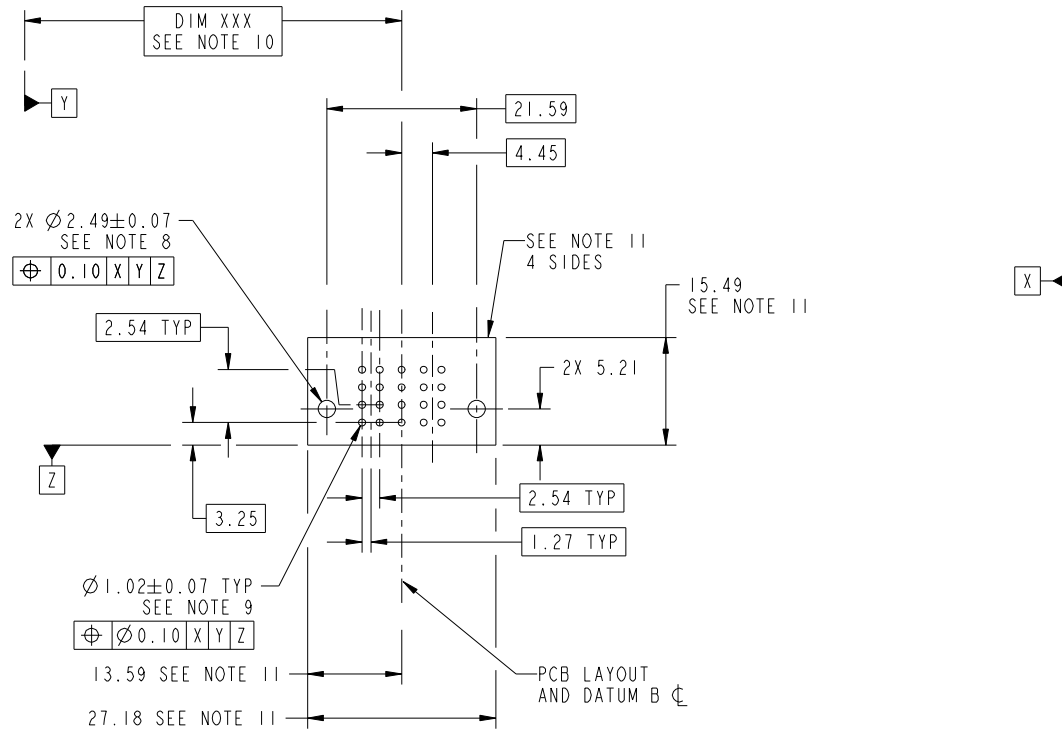 DIM XXX
SEE NOTE 10
Y
21.59
4.45
2X Ø2.49±0.07
SEE NOTE 8
⌖ 0.10 X Y Z
SEE NOTE 11
4 SIDES
X
15.49
SEE NOTE 11
2.54 TYP
2X 5.21
Z
2.54 TYP
3.25
1.27 TYP
Ø1.02±0.07 TYP
SEE NOTE 9
⌖ Ø0.10 X Y Z
13.59 SEE NOTE 11
PCB LAYOUT
AND DATUM B ℄
27.18 SEE NOTE 11